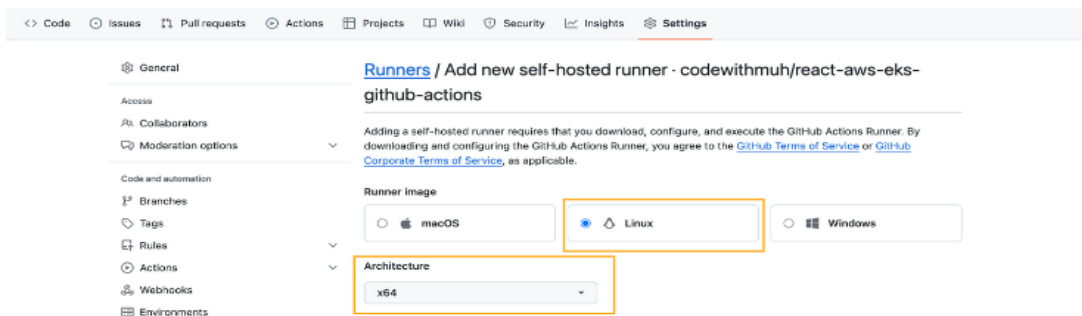 Code Issues Pull requests Actions Projects Wiki Security Insights Settings
General
Access
Collaborators
Moderation options
Code and automation
Branches
Tags
Rules
Actions
Webhooks
Environments
Runners / Add new self-hosted runner · codewithmuh/react-aws-eks-
github-actions
Adding a self-hosted runner requires that you download, configure, and execute the GitHub Actions Runner. By
downloading and configuring the GitHub Actions Runner, you agree to the GitHub Terms of Service or GitHub
Corporate Terms of Service, as applicable.
Runner image
macOS Linux Windows
Architecture
x64